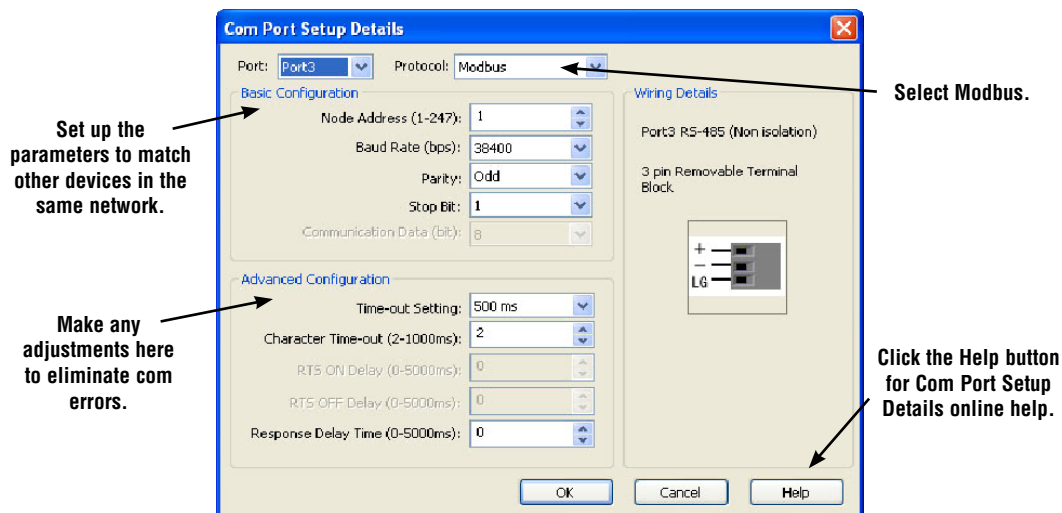 Com Port Setup Details
Port: Port3 Protocol: Modbus
Basic Configuration
Node Address (1-247): 1
Baud Rate (bps): 38400
Parity: Odd
Stop Bit: 1
Communication Data (bit): 8
Advanced Configuration
Time-out Setting: 500 ms
Character Time-out (2-1000ms): 2
RTS ON Delay (0-5000ms): 0
RTS OFF Delay (0-5000ms): 0
Response Delay Time (0-5000ms): 0
Wiring Details
Port3 RS-485 (Non isolation)
3 pin Removable Terminal
Block
+
−
LG
OK Cancel Help
Set up the
parameters to match
other devices in the
same network.
Make any
adjustments here
to eliminate com
errors.
Select Modbus.
Click the Help button
for Com Port Setup
Details online help.